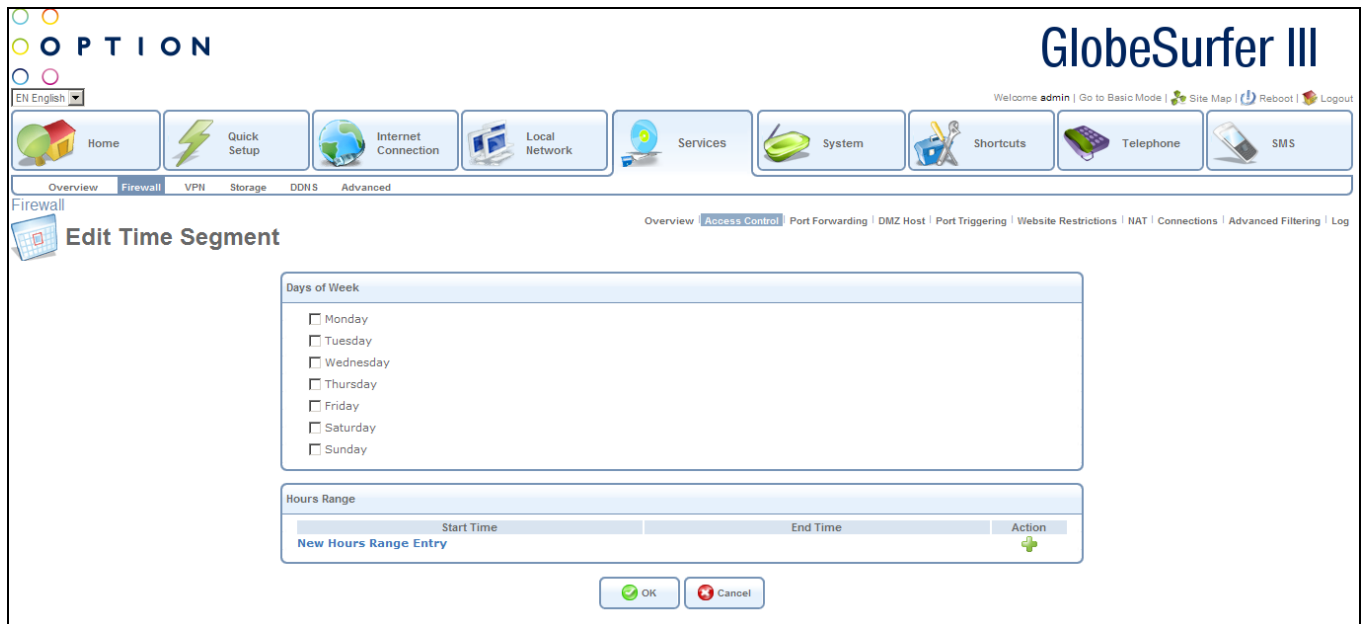 OPTION
GlobeSurfer III
EN English
Welcome admin | Go to Basic Mode | Site Map | Reboot | Logout
Home
Quick Setup
Internet Connection
Local Network
Services
System
Shortcuts
Telephone
SMS
Overview Firewall VPN Storage DDNS Advanced
Firewall
Edit Time Segment
Overview | Access Control | Port Forwarding | DMZ Host | Port Triggering | Website Restrictions | NAT | Connections | Advanced Filtering | Log
Days of Week
Monday
Tuesday
Wednesday
Thursday
Friday
Saturday
Sunday
Hours Range
Start Time End Time Action
New Hours Range Entry
OK Cancel